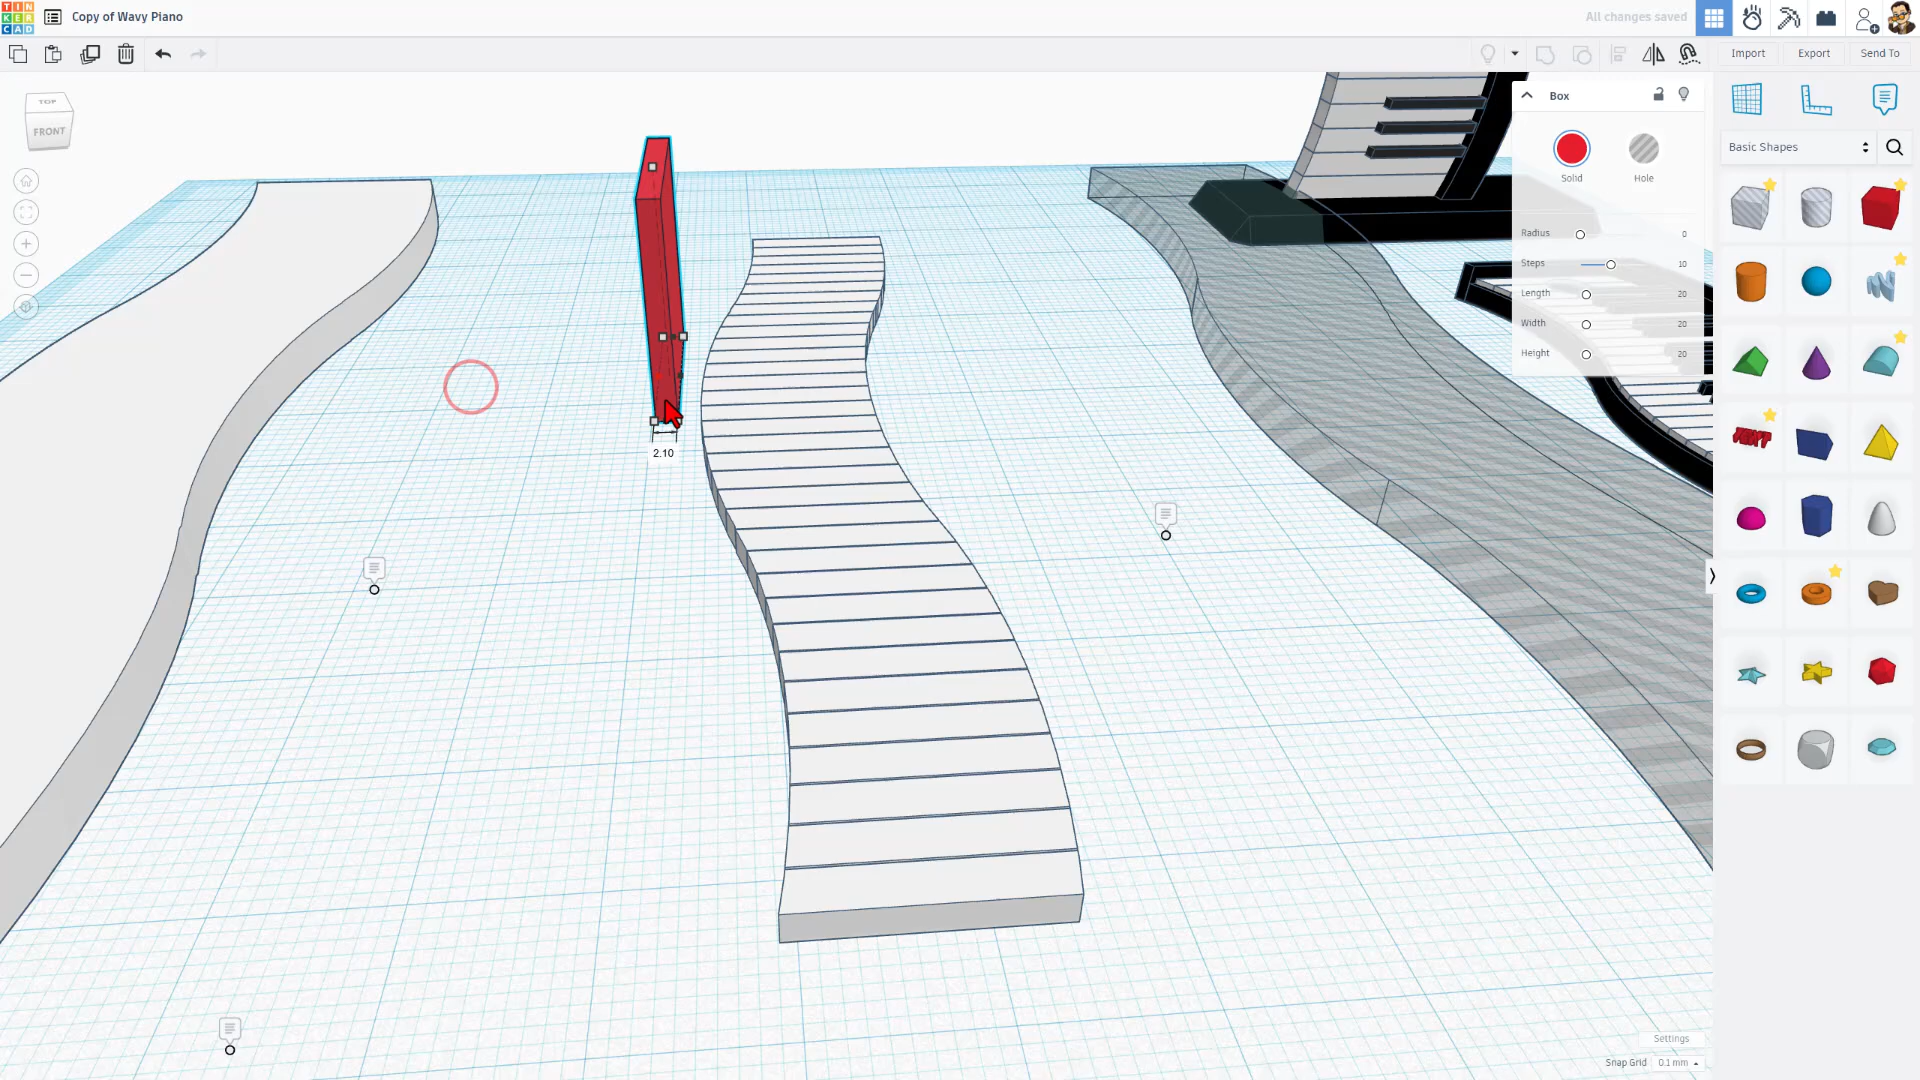 TIN
KER
CAD
Copy of Wavy Piano
All changes saved
Import
Export
Send To
TOP
FRONT
Box
Solid
Hole
Radius 0
Steps 10
Length 20
Width 20
Height 20
Basic Shapes
TEXT
2.10
Settings
Snap Grid 0.1 mm